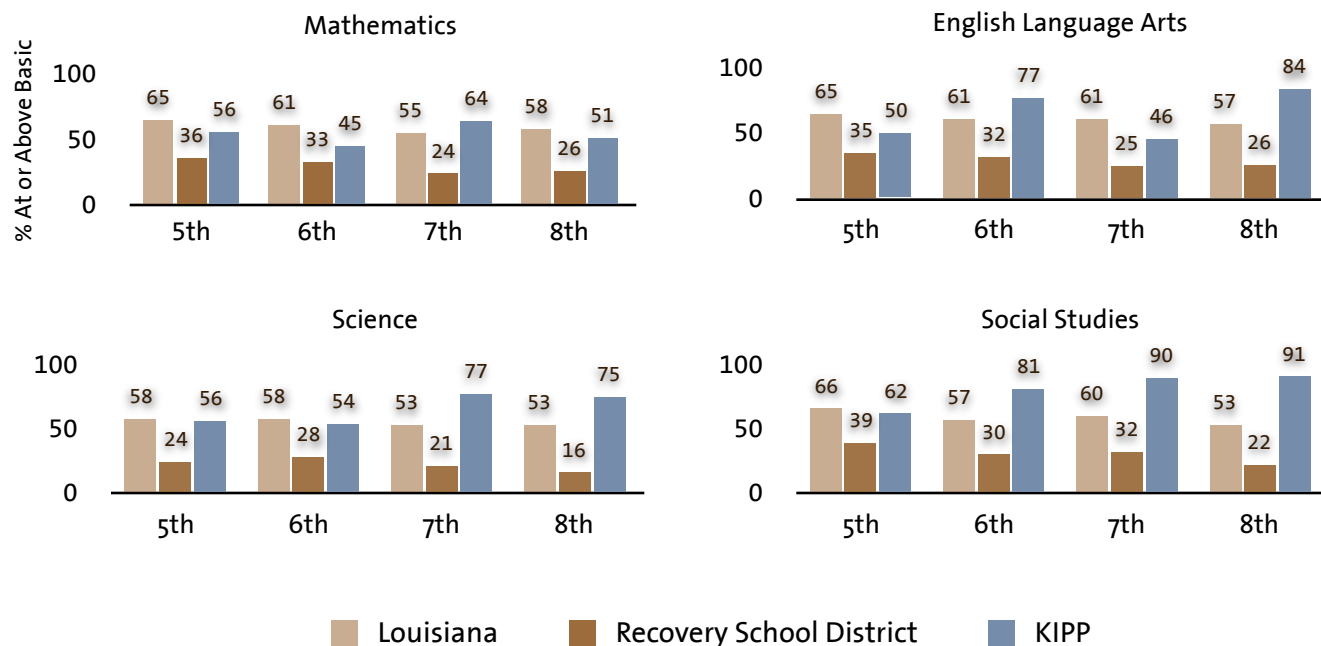 Mathematics
% At or Above Basic
100
50
0
65 36 56 61 33 45 55 24 64 58 26 51
5th 6th 7th 8th
English Language Arts
100
50
0
65 35 50 61 32 77 61 25 46 57 26 84
5th 6th 7th 8th
Science
100
50
0
58 24 56 58 28 54 53 21 77 53 16 75
5th 6th 7th 8th
Social Studies
100
50
0
66 39 62 57 30 81 60 32 90 53 22 91
5th 6th 7th 8th
Louisiana Recovery School District KIPP